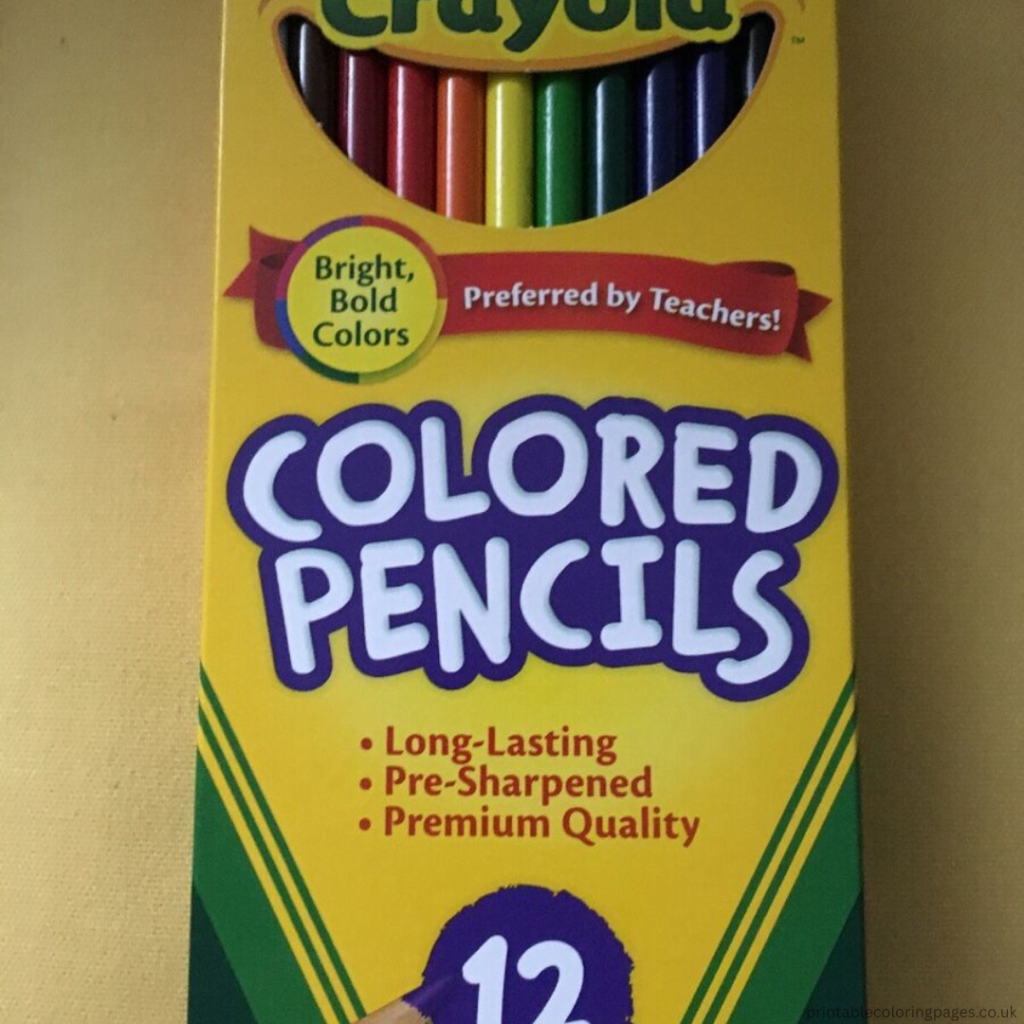 Crayola
™
Bright,
Bold
Colors
Preferred by Teachers!
COLORED
PENCILS
• Long-Lasting
• Pre-Sharpened
• Premium Quality
12
printablecoloringpages.co.uk